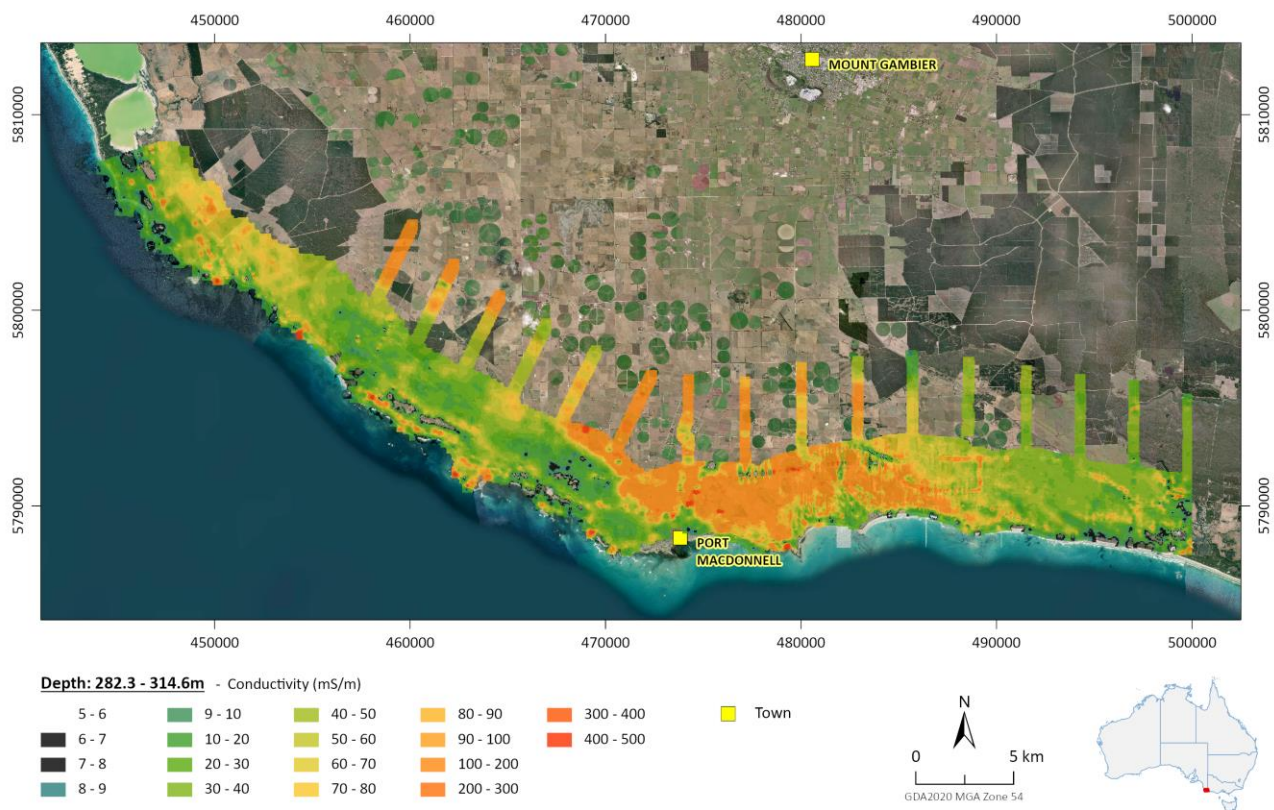 450000 460000 470000 480000 490000 500000
5810000 5810000
5800000 5800000
5790000 5790000
MOUNT GAMBIER
PORT
MACDONNELL
450000 460000 470000 480000 490000 500000
Depth: 282.3 - 314.6m - Conductivity (mS/m)
5 - 6
6 - 7
7 - 8
8 - 9
9 - 10
10 - 20
20 - 30
30 - 40
40 - 50
50 - 60
60 - 70
70 - 80
80 - 90
90 - 100
100 - 200
200 - 300
300 - 400
400 - 500
Town
N
0 5 km
GDA2020 MGA Zone 54